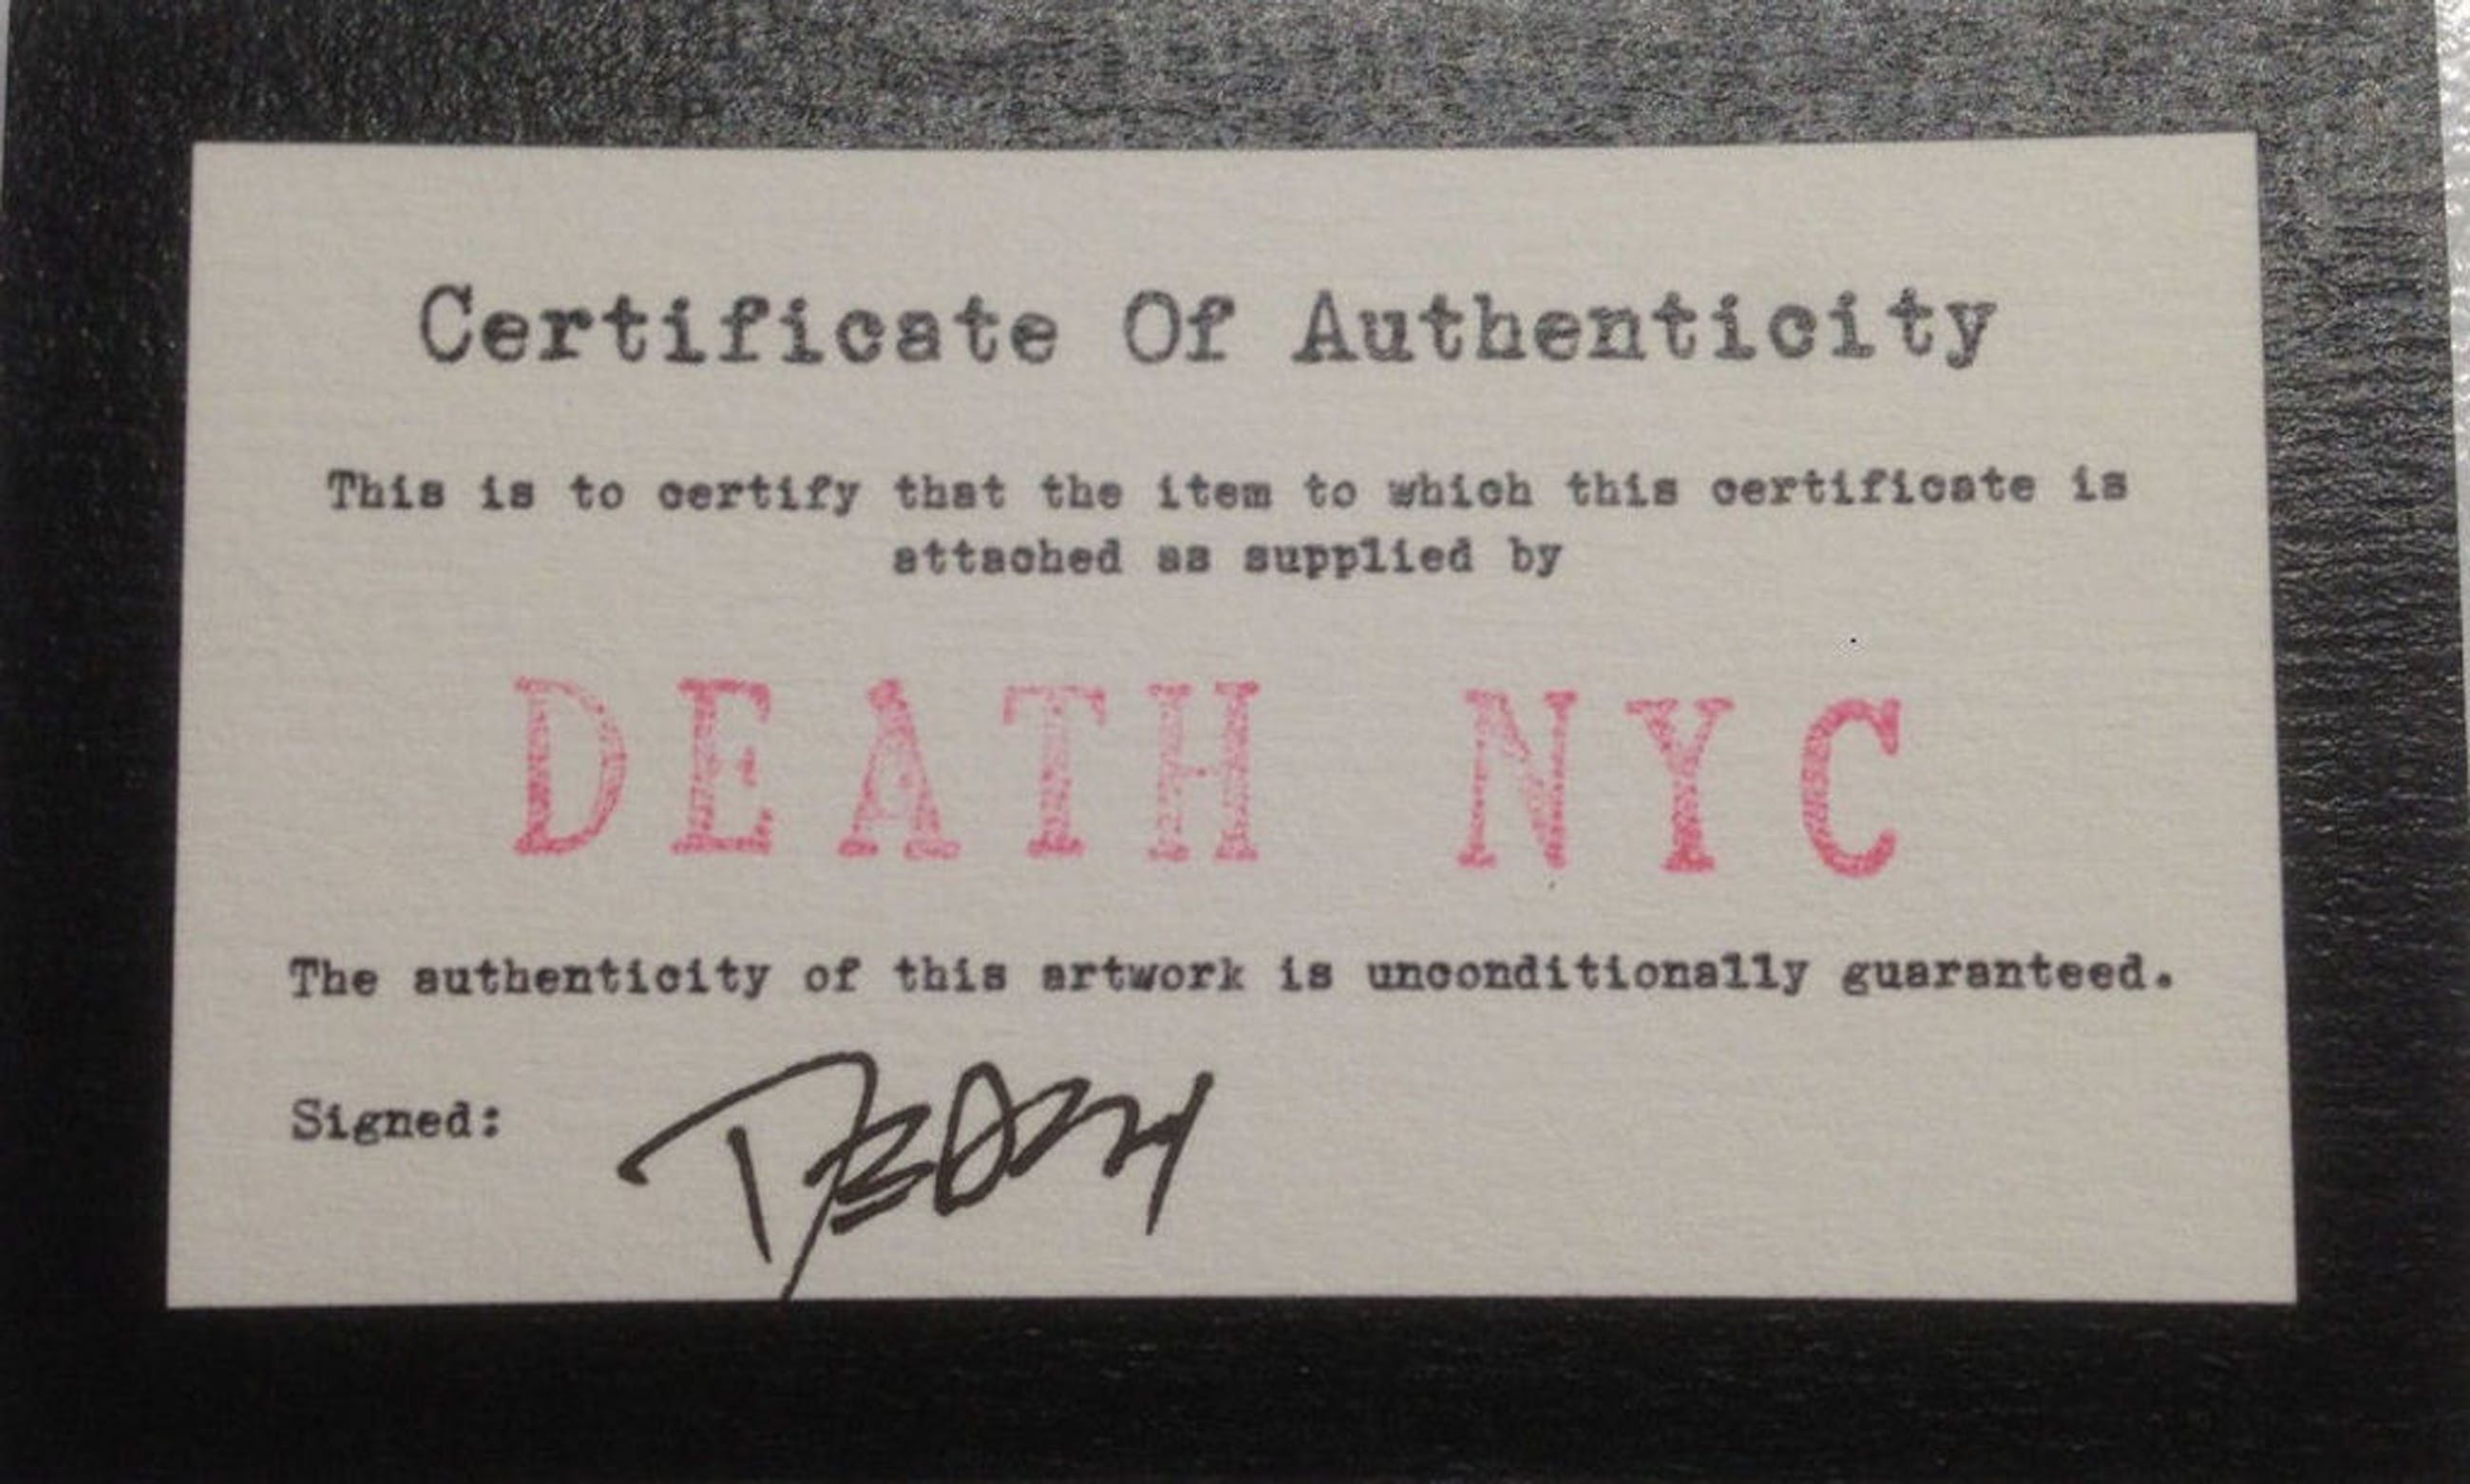 Certificate Of Authenticity
This is to certify that the item to which this certificate is
attached as supplied by
DEATH NYC
The authenticity of this artwork is unconditionally guaranteed.
Signed: